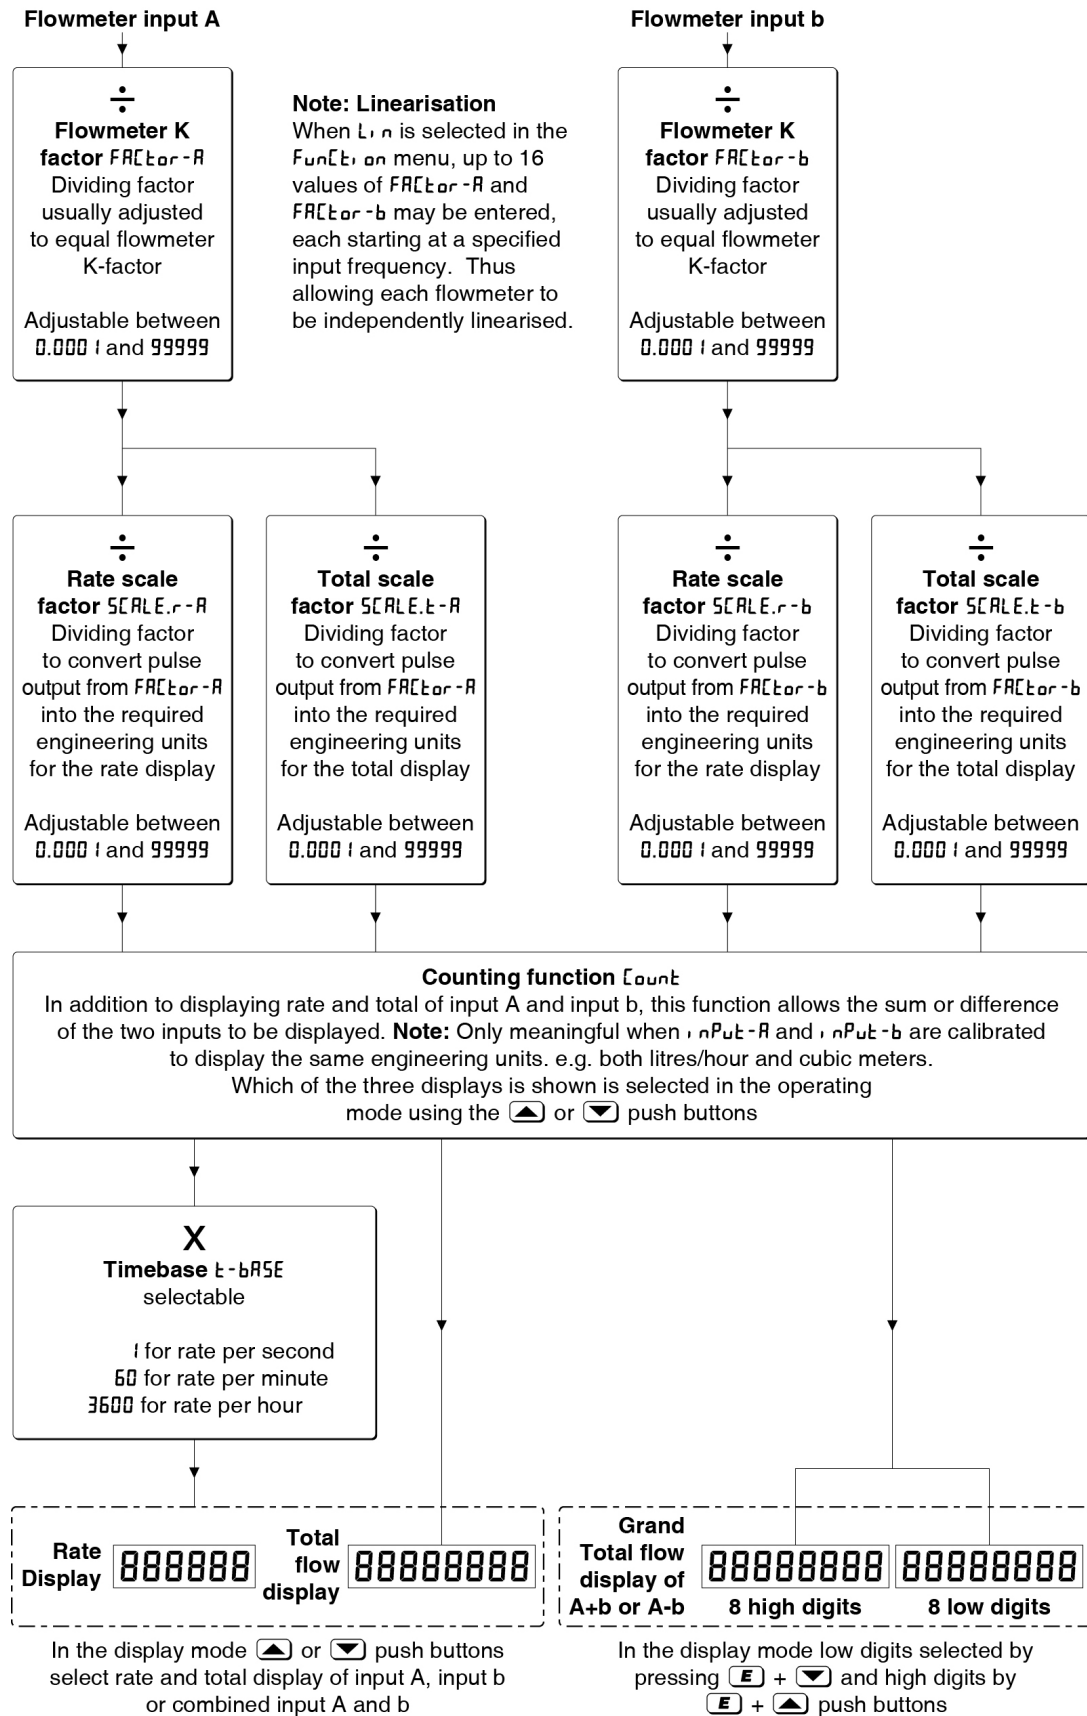 Flowmeter input A
Flowmeter input b
÷
Flowmeter K
factor FACtor-A
Dividing factor
usually adjusted
to equal flowmeter
K-factor
Adjustable between
0.0001 and 99999
Note: Linearisation
When Lin is selected in the
FunCtion menu, up to 16
values of FACtor-A and
FACtor-b may be entered,
each starting at a specified
input frequency. Thus
allowing each flowmeter to
be independently linearised.
÷
Flowmeter K
factor FACtor-b
Dividing factor
usually adjusted
to equal flowmeter
K-factor
Adjustable between
0.0001 and 99999
÷
Rate scale
factor SCALE.r-A
Dividing factor
to convert pulse
output from FACtor-A
into the required
engineering units
for the rate display
Adjustable between
0.0001 and 99999
÷
Total scale
factor SCALE.t-A
Dividing factor
to convert pulse
output from FACtor-A
into the required
engineering units
for the total display
Adjustable between
0.0001 and 99999
÷
Rate scale
factor SCALE.r-b
Dividing factor
to convert pulse
output from FACtor-b
into the required
engineering units
for the rate display
Adjustable between
0.0001 and 99999
÷
Total scale
factor SCALE.t-b
Dividing factor
to convert pulse
output from FACtor-b
into the required
engineering units
for the total display
Adjustable between
0.0001 and 99999
Counting function Count
In addition to displaying rate and total of input A and input b, this function allows the sum or difference
of the two inputs to be displayed. Note: Only meaningful when inPut-A and inPut-b are calibrated
to display the same engineering units. e.g. both litres/hour and cubic meters.
Which of the three displays is shown is selected in the operating
mode using the ▲ or ▼ push buttons
X
Timebase t-bASE
selectable
1 for rate per second
60 for rate per minute
3600 for rate per hour
Rate
Display
888888
Total
flow
display
88888888
Grand
Total flow
display of
A+b or A-b
88888888
8 high digits
88888888
8 low digits
In the display mode ▲ or ▼ push buttons
select rate and total display of input A, input b
or combined input A and b
In the display mode low digits selected by
pressing E + ▼ and high digits by
E + ▲ push buttons